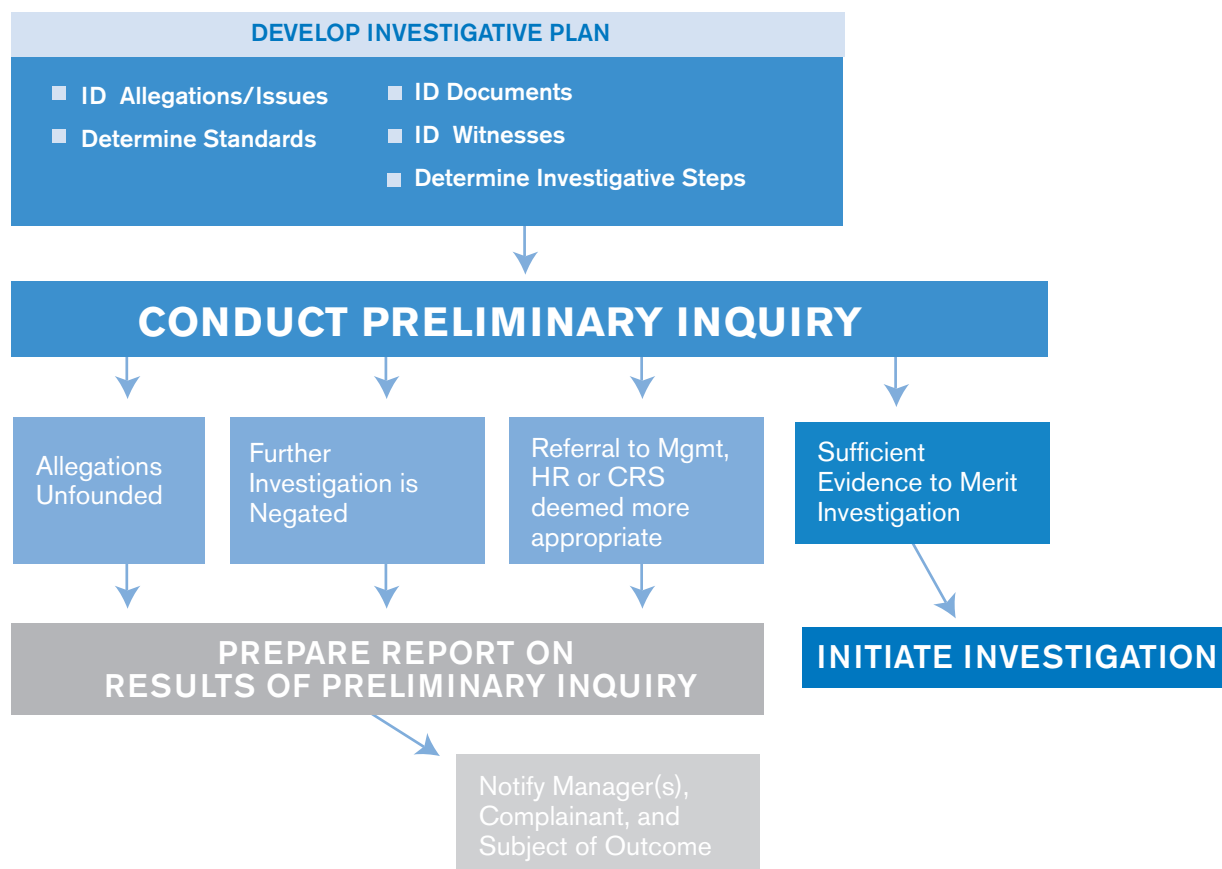 DEVELOP INVESTIGATIVE PLAN
ID Allegations/Issues
Determine Standards
ID Documents
ID Witnesses
Determine Investigative Steps
CONDUCT PRELIMINARY INQUIRY
Allegations
Unfounded
Further
Investigation is
Negated
Referral to Mgmt,
HR or CRS
deemed more
appropriate
Sufficient
Evidence to Merit
Investigation
PREPARE REPORT ON
RESULTS OF PRELIMINARY INQUIRY
INITIATE INVESTIGATION
Notify Manager(s),
Complainant, and
Subject of Outcome